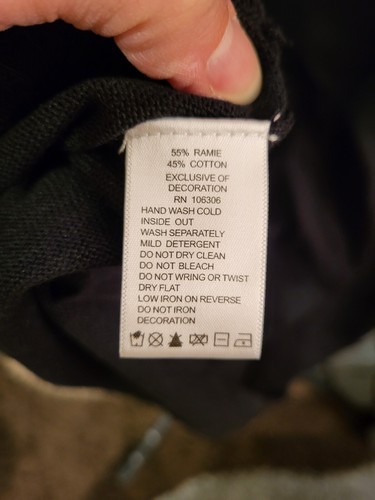 55% RAMIE
45% COTTON
EXCLUSIVE OF
DECORATION
RN 106306
HAND WASH COLD
INSIDE OUT
WASH SEPARATELY
MILD DETERGENT
DO NOT DRY CLEAN
DO NOT BLEACH
DO NOT WRING OR TWIST
DRY FLAT
LOW IRON ON REVERSE
DO NOT IRON
DECORATION